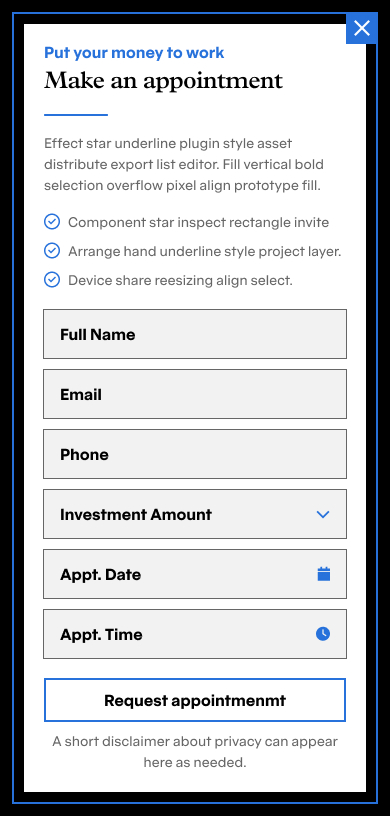 Put your money to work
Make an appointment
Effect star underline plugin style asset
distribute export list editor. Fill vertical bold
selection overflow pixel align prototype fill.
Component star inspect rectangle invite
Arrange hand underline style project layer.
Device share reesizing align select.
Full Name
Email
Phone
Investment Amount
Appt. Date
Appt. Time
Request appointmenmt
A short disclaimer about privacy can appear
here as needed.